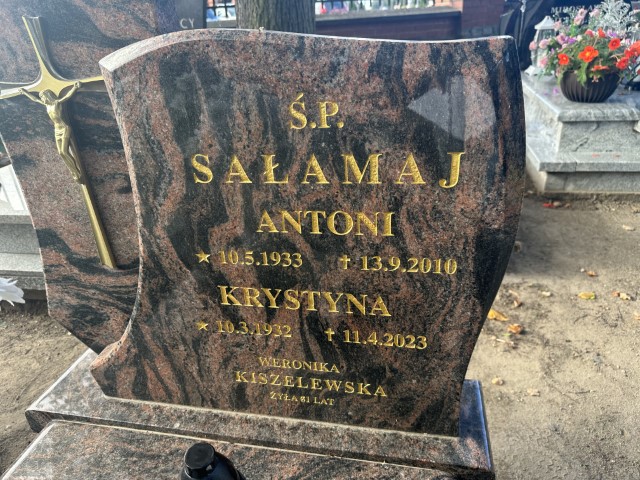 Ś.P.
SAŁAMAJ
ANTONI
★ 10.5.1933 ✝ 13.9.2010
KRYSTYNA
★ 10.3.1932 ✝ 11.4.2023
WERONIKA
KISZELEWSKA
ŻYŁA 81 LAT
CY